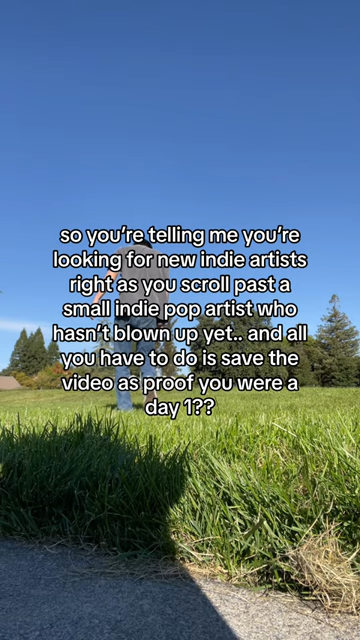 so you're telling me you're
looking for new indie artists
right as you scroll past a
small indie pop artist who
hasn't blown up yet.. and all
you have to do is save the
video as proof you were a
day 1??